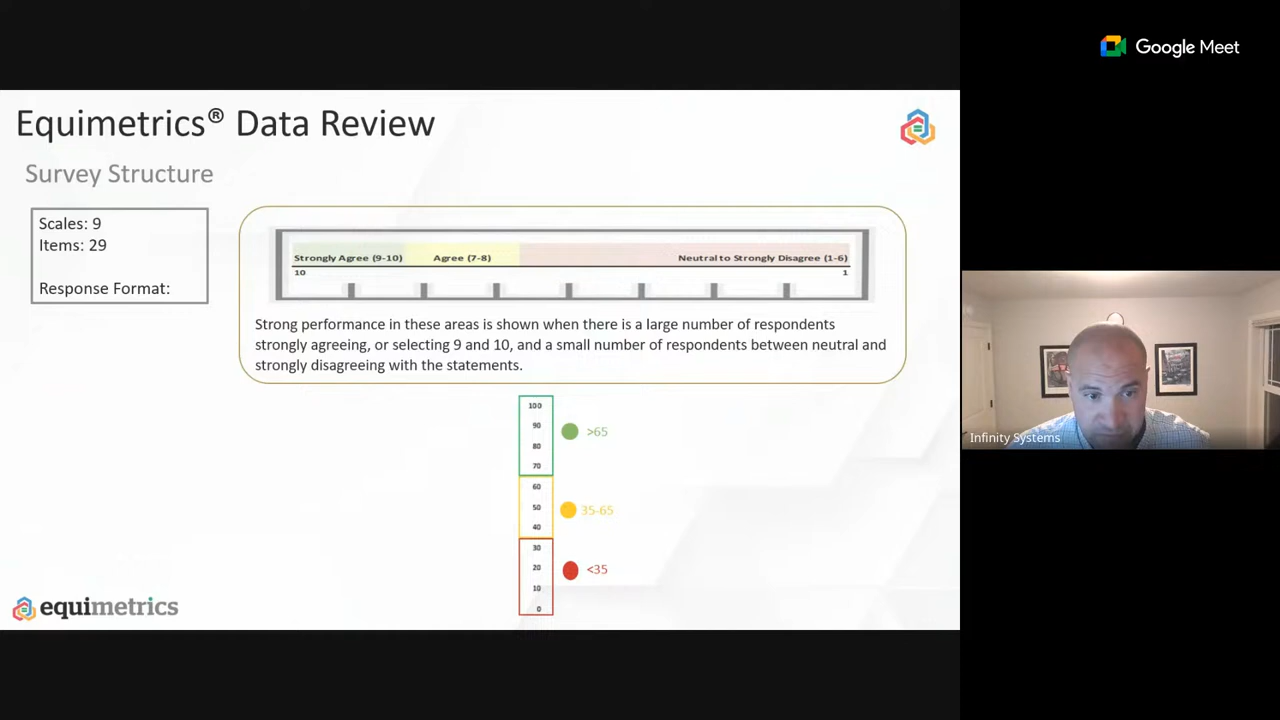 Google Meet
Equimetrics® Data Review
Survey Structure
Scales: 9
Items: 29
Response Format:
Strongly Agree (9-10) Agree (7-8) Neutral to Strongly Disagree (1-6)
10 1
Strong performance in these areas is shown when there is a large number of respondents
strongly agreeing, or selecting 9 and 10, and a small number of respondents between neutral and
strongly disagreeing with the statements.
100
90 >65
80
70
60
50 35-65
40
30
20 <35
10
0
equimetrics
Infinity Systems